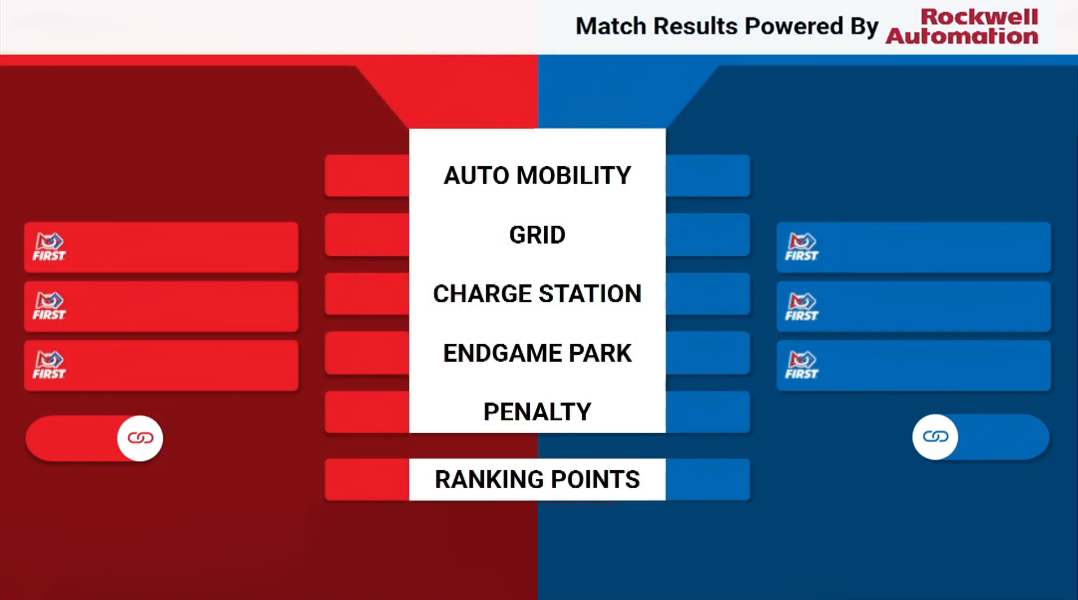 Match Results Powered By
Rockwell
Automation
AUTO MOBILITY
GRID
CHARGE STATION
ENDGAME PARK
PENALTY
RANKING POINTS
FIRST
FIRST
FIRST
FIRST
FIRST
FIRST